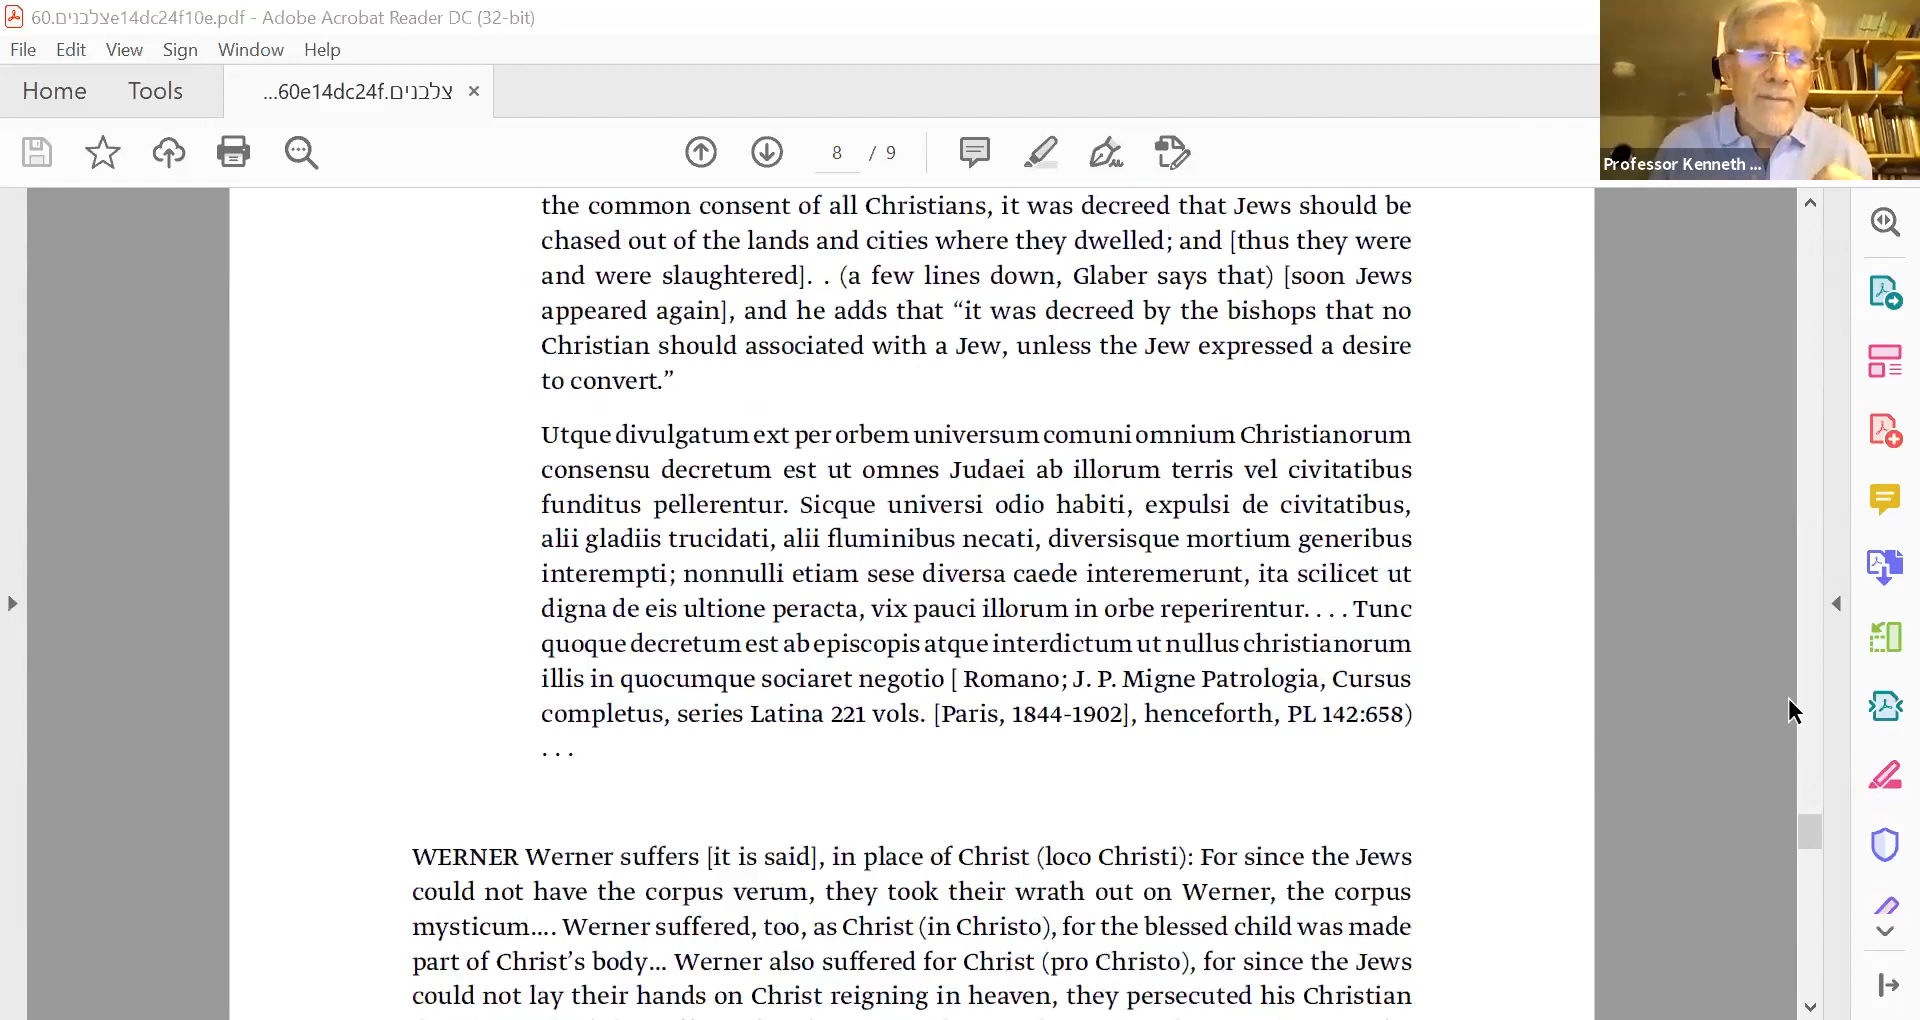 60.צלבניםe14dc24f10e.pdf - Adobe Acrobat Reader DC (32-bit)
File Edit View Sign Window Help
Home Tools ...60e14dc24f.צלבנים ×
8 / 9
Professor Kenneth ...
the common consent of all Christians, it was decreed that Jews should be
chased out of the lands and cities where they dwelled; and [thus they were
and were slaughtered]. . (a few lines down, Glaber says that) [soon Jews
appeared again], and he adds that “it was decreed by the bishops that no
Christian should associated with a Jew, unless the Jew expressed a desire
to convert.”
Utque divulgatum ext per orbem universum comuni omnium Christianorum
consensu decretum est ut omnes Judaei ab illorum terris vel civitatibus
funditus pellerentur. Sicque universi odio habiti, expulsi de civitatibus,
alii gladiis trucidati, alii fluminibus necati, diversisque mortium generibus
interempti; nonnulli etiam sese diversa caede interemerunt, ita scilicet ut
digna de eis ultione peracta, vix pauci illorum in orbe reperirentur. . . . Tunc
quoque decretum est ab episcopis atque interdictum ut nullus christianorum
illis in quocumque sociaret negotio [ Romano; J. P. Migne Patrologia, Cursus
completus, series Latina 221 vols. [Paris, 1844-1902], henceforth, PL 142:658)
. . .
WERNER Werner suffers [it is said], in place of Christ (loco Christi): For since the Jews
could not have the corpus verum, they took their wrath out on Werner, the corpus
mysticum.... Werner suffered, too, as Christ (in Christo), for the blessed child was made
part of Christ’s body... Werner also suffered for Christ (pro Christo), for since the Jews
could not lay their hands on Christ reigning in heaven, they persecuted his Christian